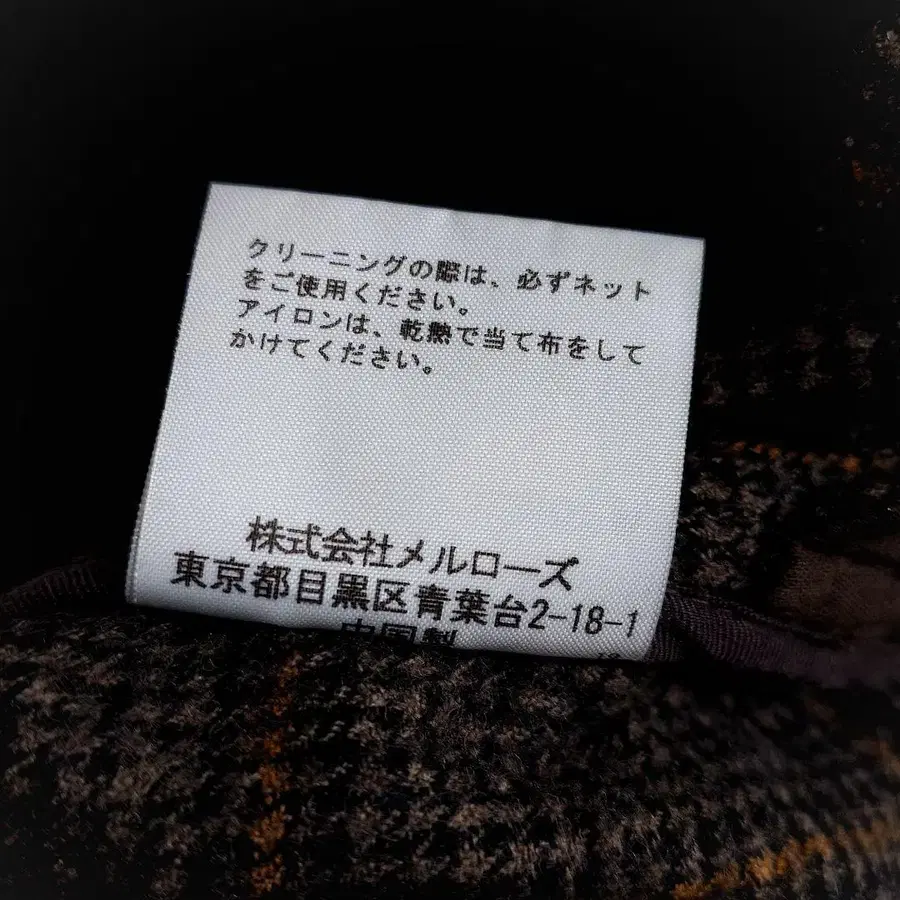 クリーニングの際は、必ずネット
をご使用ください。
アイロンは、乾熱で当て布をして
かけてください。
株式会社メルローズ
東京都目黒区青葉台2-18-1
中国製